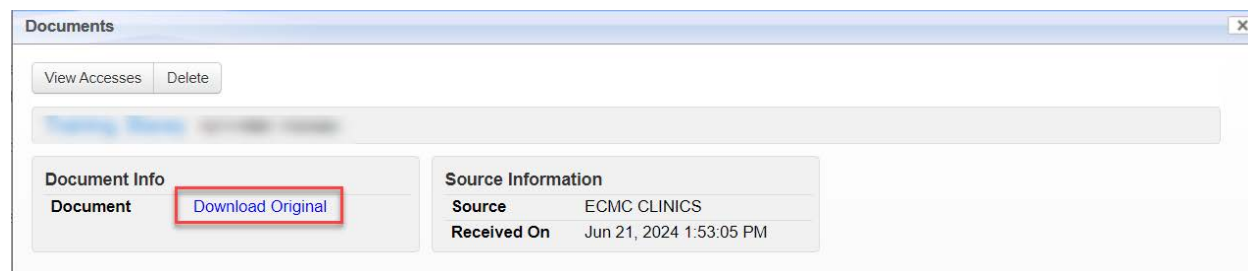 Documents
View Accesses Delete
Document Info
Document Download Original
Source Information
Source ECMC CLINICS
Received On Jun 21, 2024 1:53:05 PM